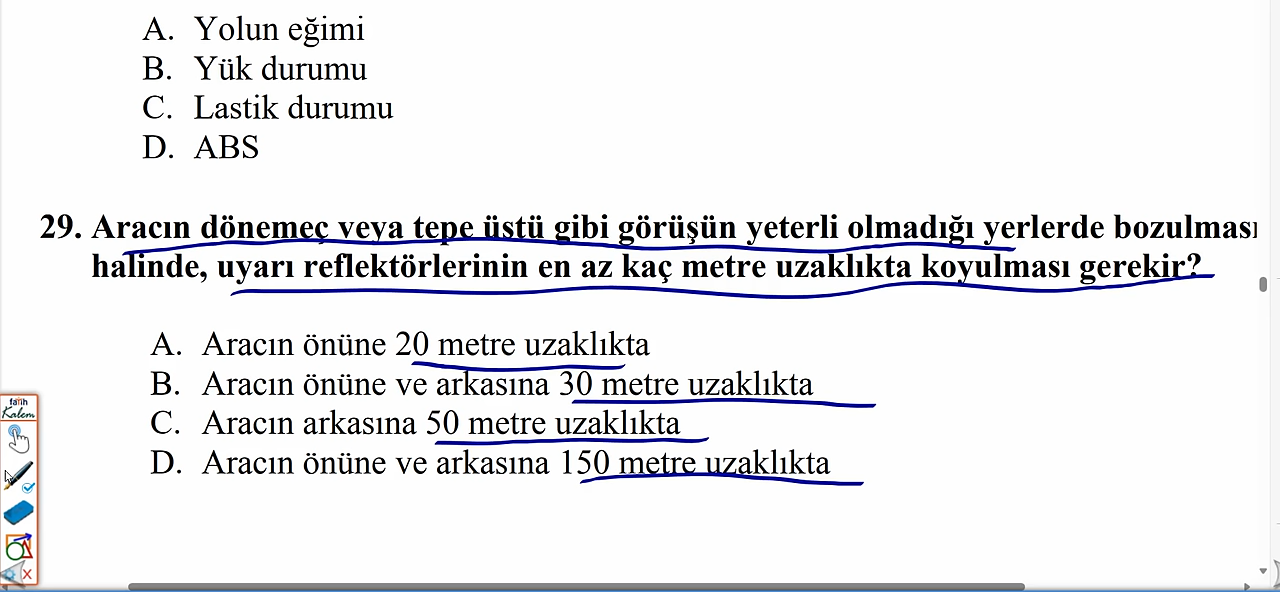 A. Yolun eğimi
B. Yük durumu
C. Lastik durumu
D. ABS
29. Aracın dönemeç veya tepe üstü gibi görüşün yeterli olmadığı yerlerde bozulması
halinde, uyarı reflektörlerinin en az kaç metre uzaklıkta koyulması gerekir?
A. Aracın önüne 20 metre uzaklıkta
B. Aracın önüne ve arkasına 30 metre uzaklıkta
C. Aracın arkasına 50 metre uzaklıkta
D. Aracın önüne ve arkasına 150 metre uzaklıkta
fatih
Kalem